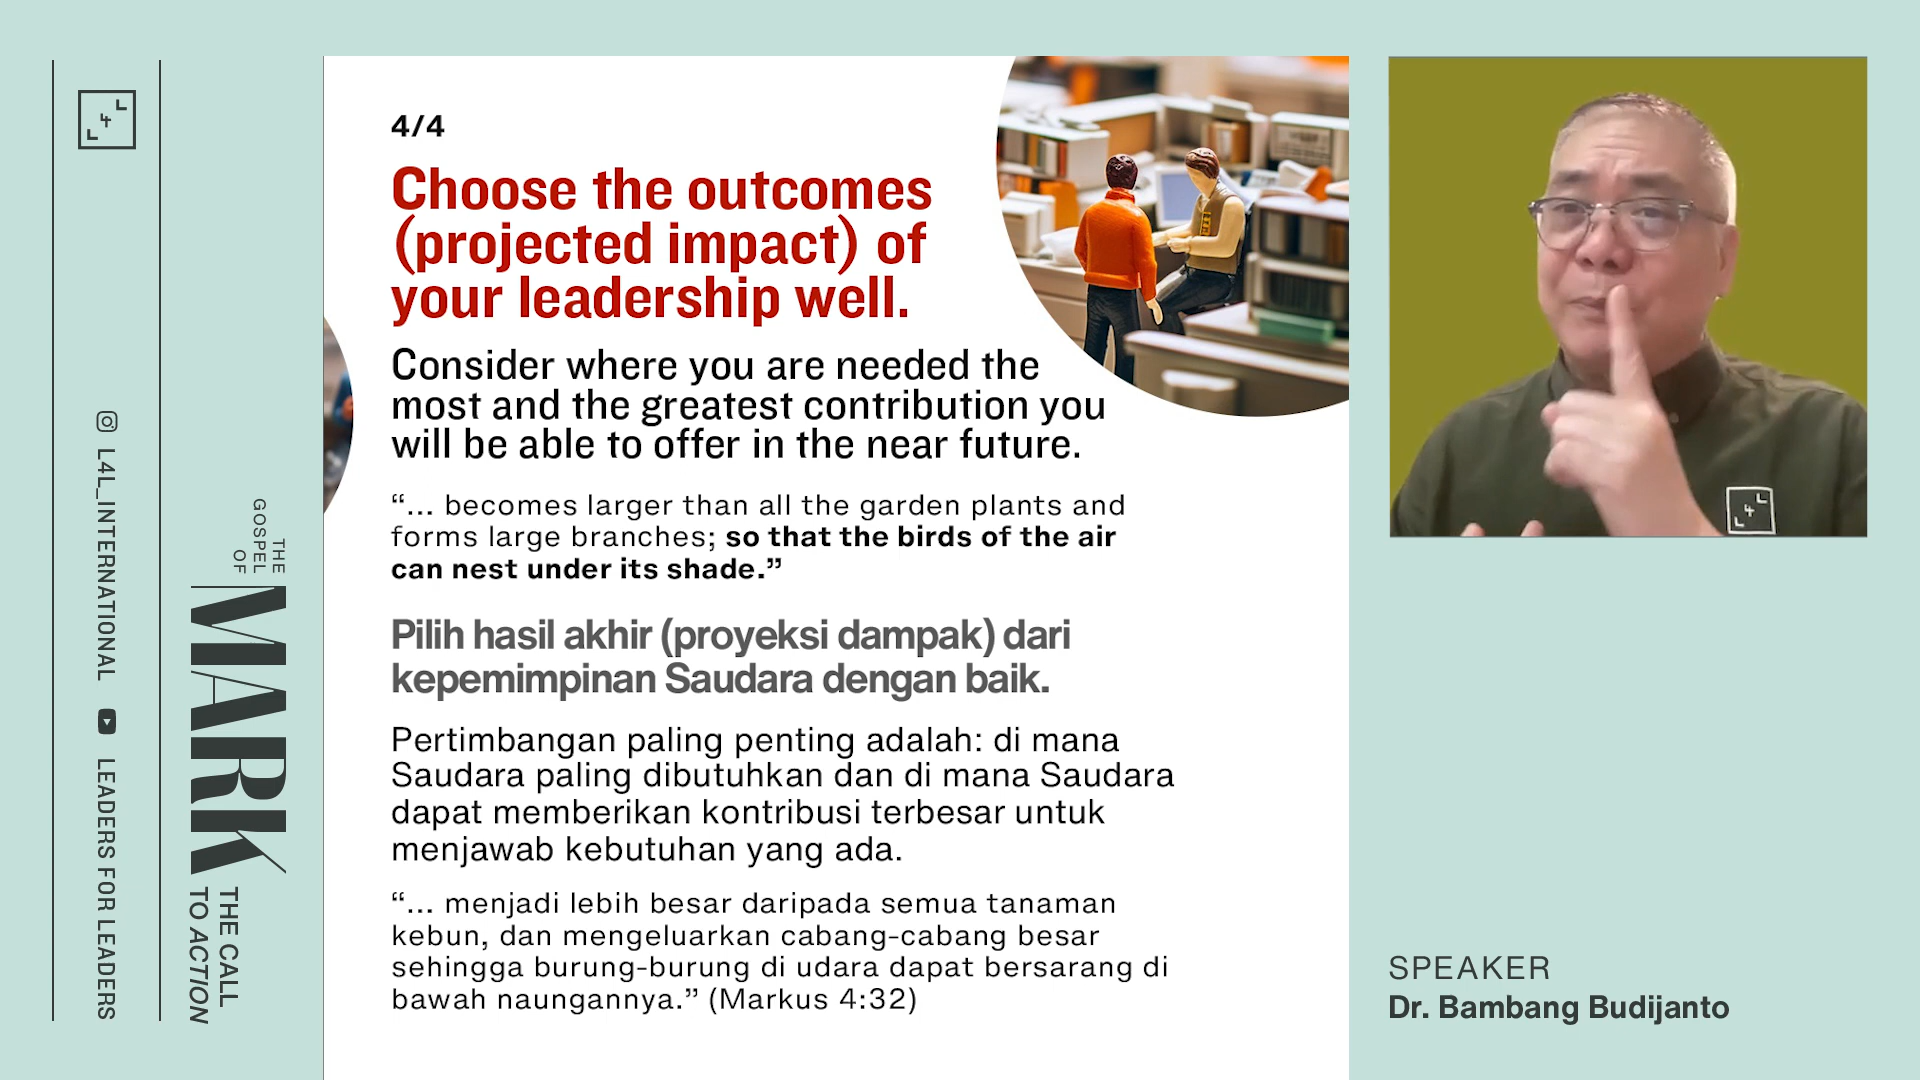 L4L_INTERNATIONAL
LEADERS FOR LEADERS
THE
GOSPEL
OF
MARK
THE CALL
TO ACTION
4/4
Choose the outcomes
(projected impact) of
your leadership well.
Consider where you are needed the
most and the greatest contribution you
will be able to offer in the near future.
“... becomes larger than all the garden plants and
forms large branches; so that the birds of the air
can nest under its shade.”
Pilih hasil akhir (proyeksi dampak) dari
kepemimpinan Saudara dengan baik.
Pertimbangan paling penting adalah: di mana
Saudara paling dibutuhkan dan di mana Saudara
dapat memberikan kontribusi terbesar untuk
menjawab kebutuhan yang ada.
“... menjadi lebih besar daripada semua tanaman
kebun, dan mengeluarkan cabang-cabang besar
sehingga burung-burung di udara dapat bersarang di
bawah naungannya.” (Markus 4:32)
SPEAKER
Dr. Bambang Budijanto